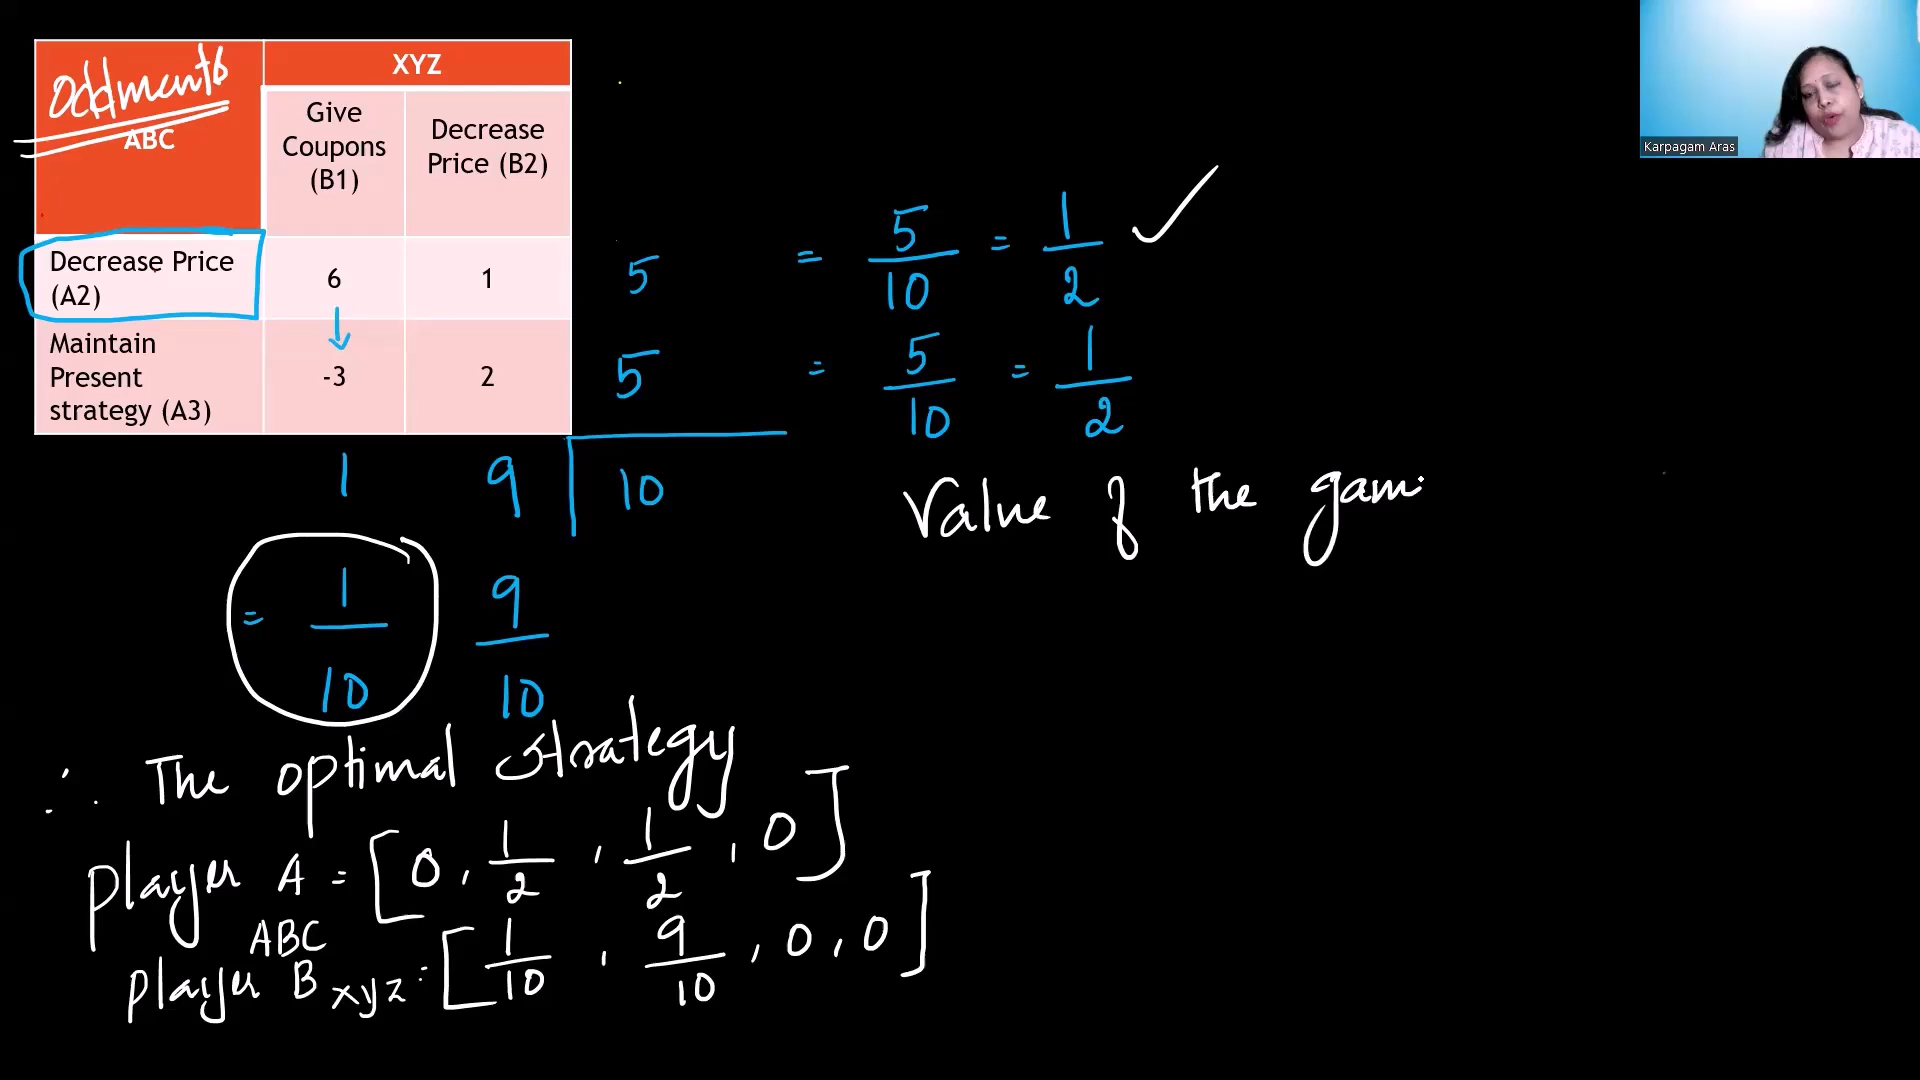 Oddments
ABC
XYZ
Give Coupons (B1)
Decrease Price (B2)
Decrease Price (A2)
6
1
5 = 5/10 = 1/2 ✓
Maintain Present strategy (A3)
-3
2
5 = 5/10 = 1/2
1 9 10
Value of the gam
= 1/10 9/10
∴ The optimal strategy
player A = [0, 1/2, 1/2, 0]
ABC
player B xyz = [1/10, 9/10, 0, 0]
Karpagam Aras